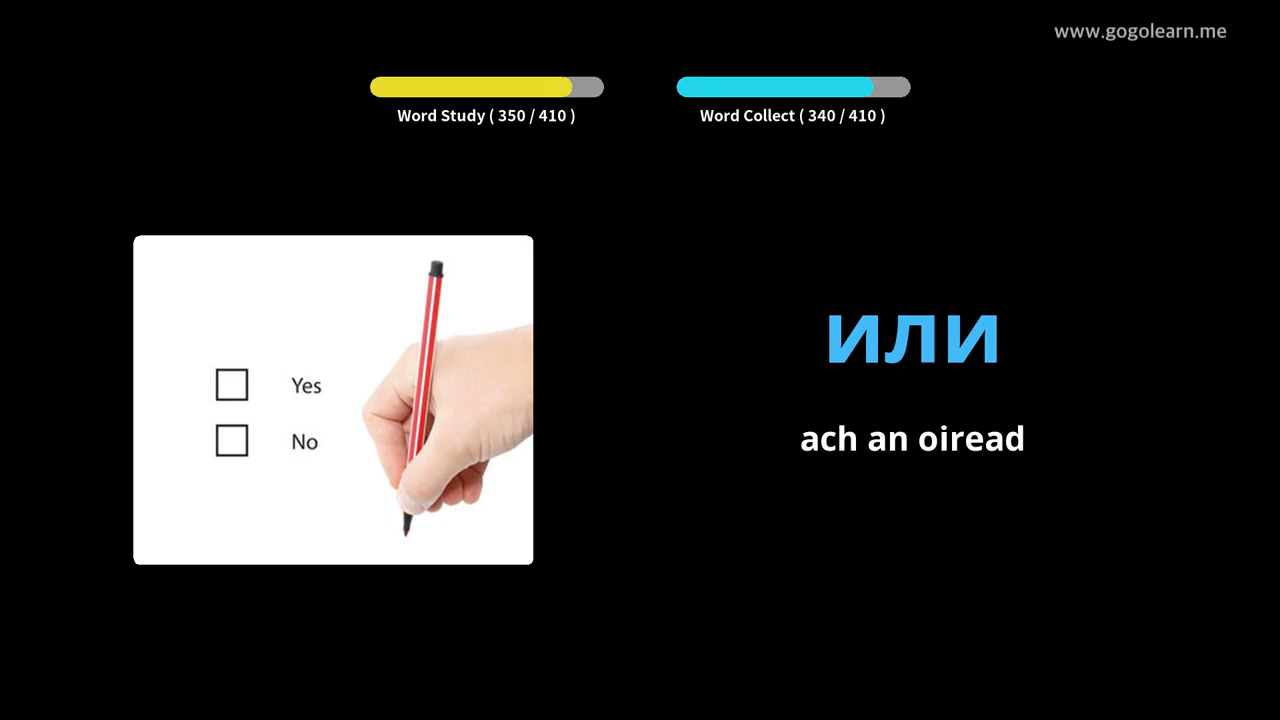 www.gogolearn.me
Word Study ( 350 / 410 )
Word Collect ( 340 / 410 )
Yes
No
или
ach an oiread